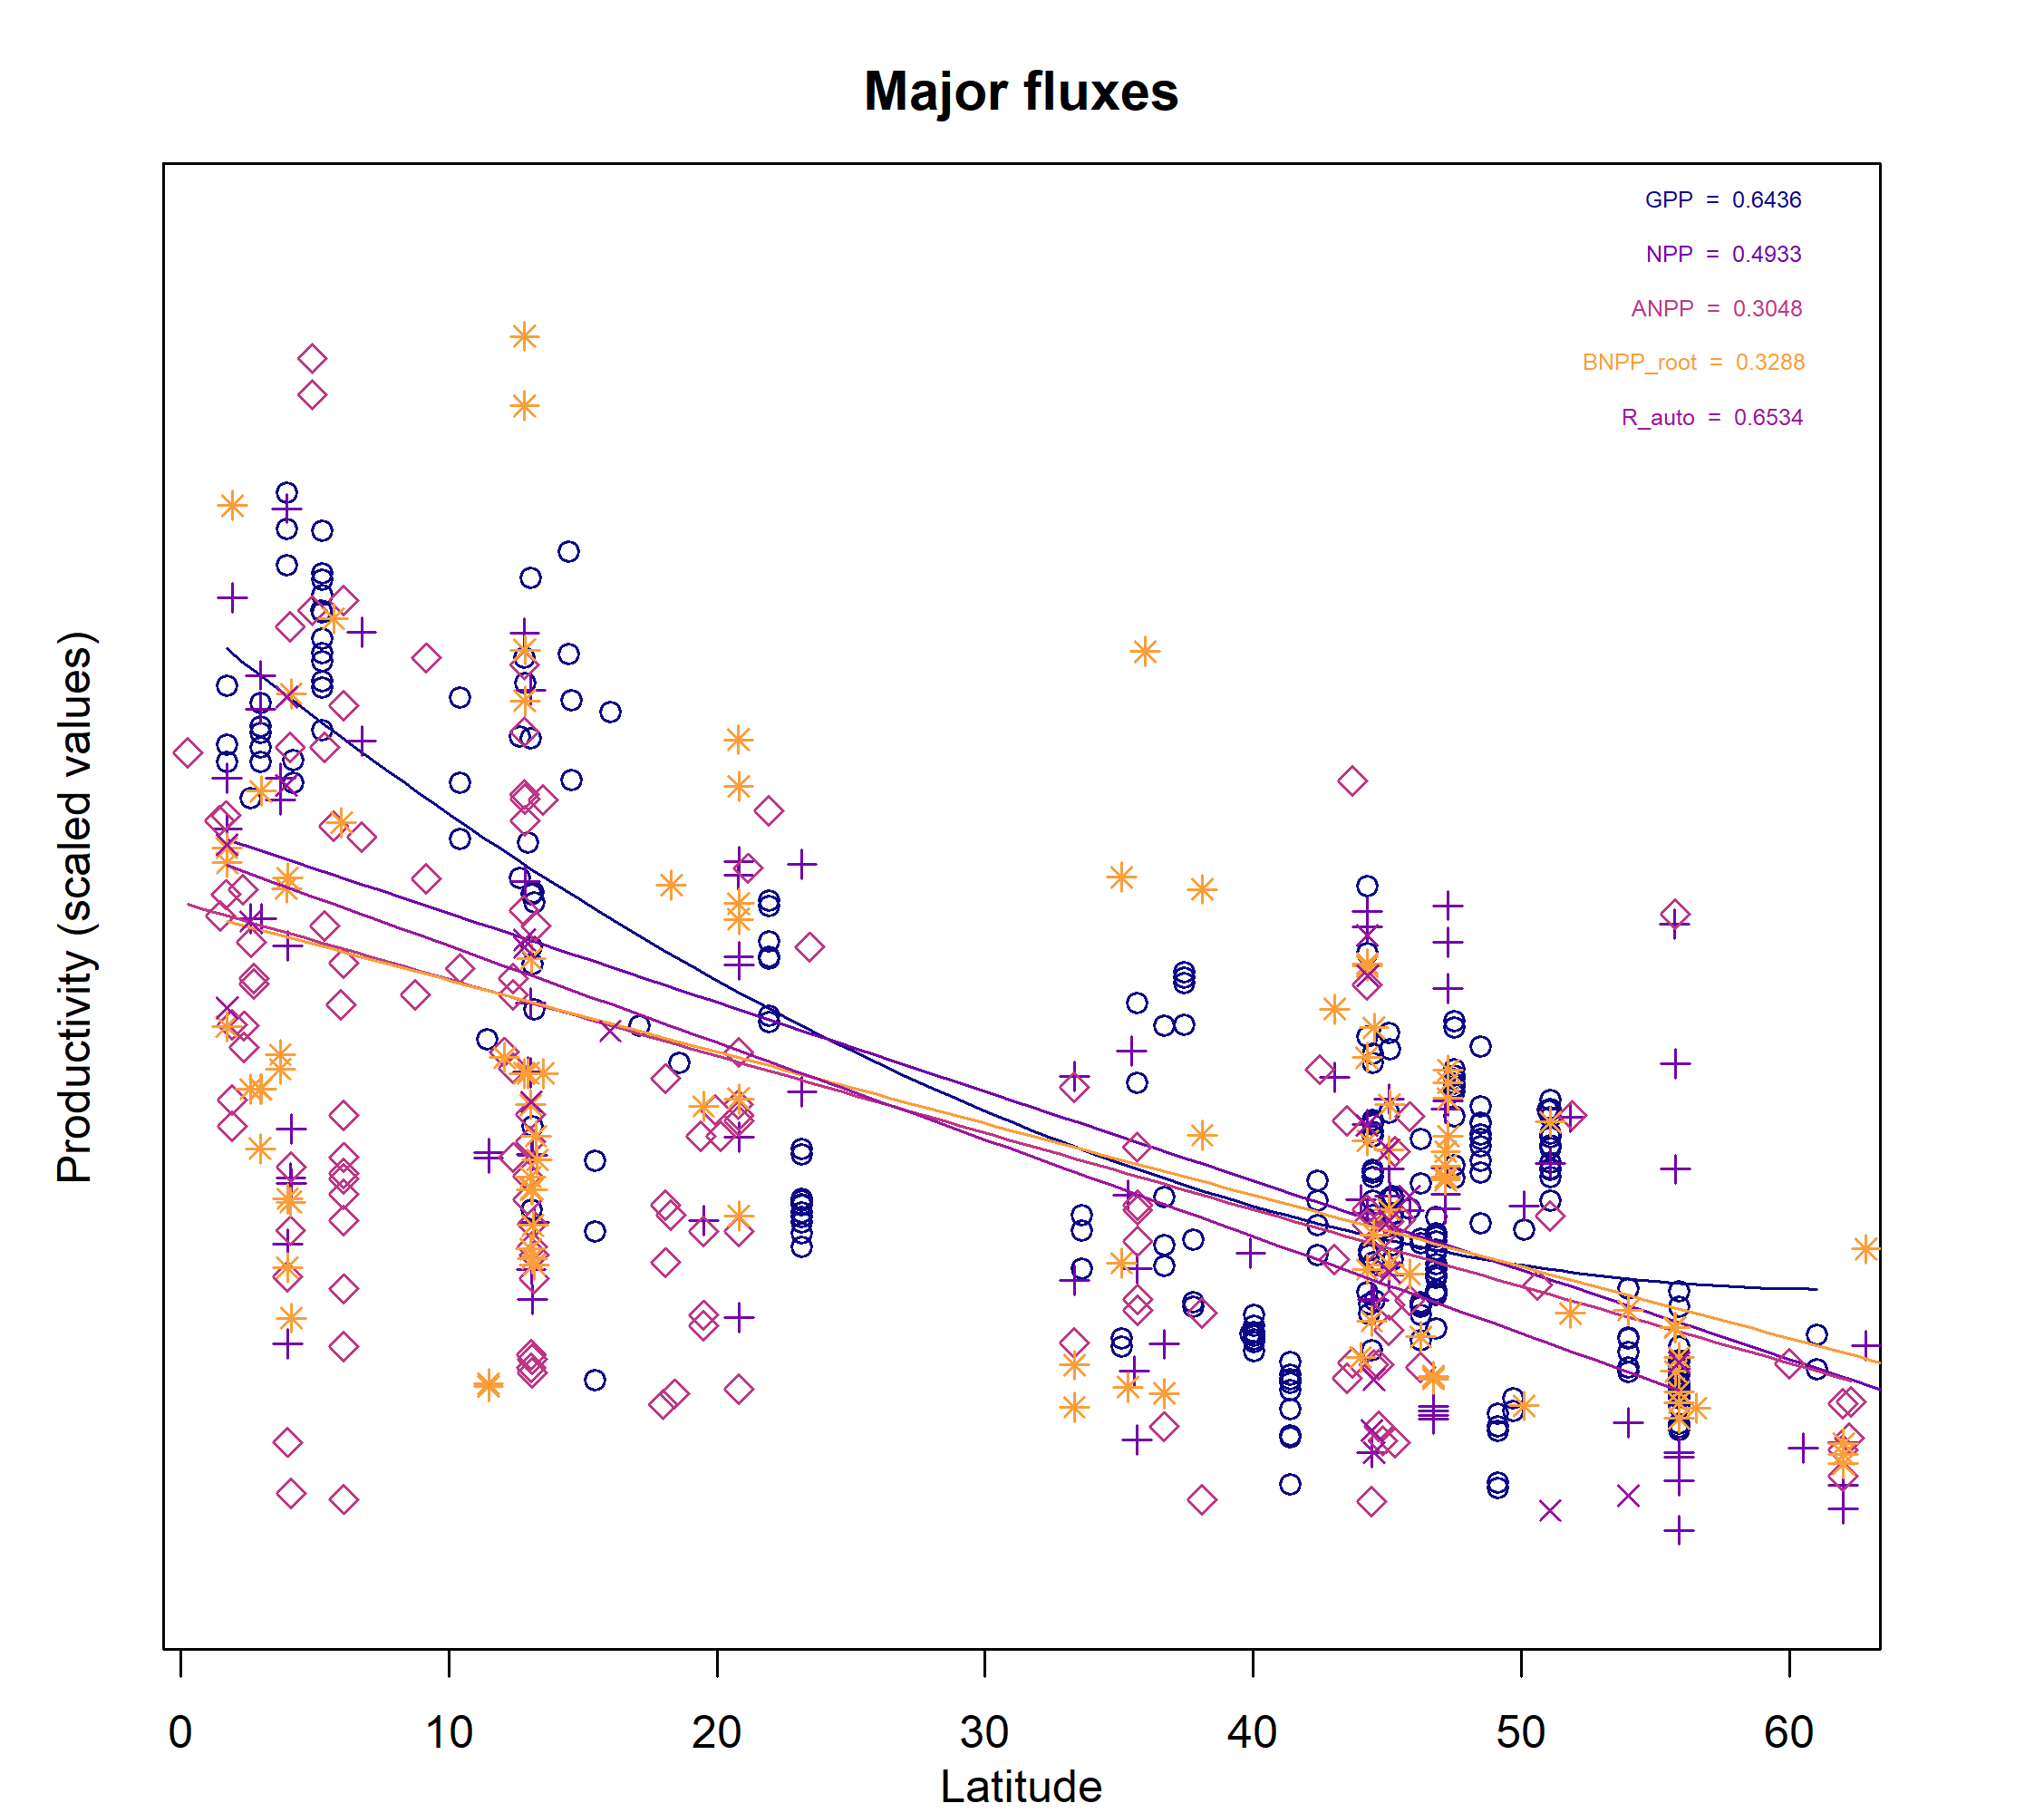 Major fluxes
GPP = 0.6436
NPP = 0.4933
ANPP = 0.3048
BNPP_root = 0.3288
R_auto = 0.6534
Productivity (scaled values)
0 10 20 30 40 50 60
Latitude